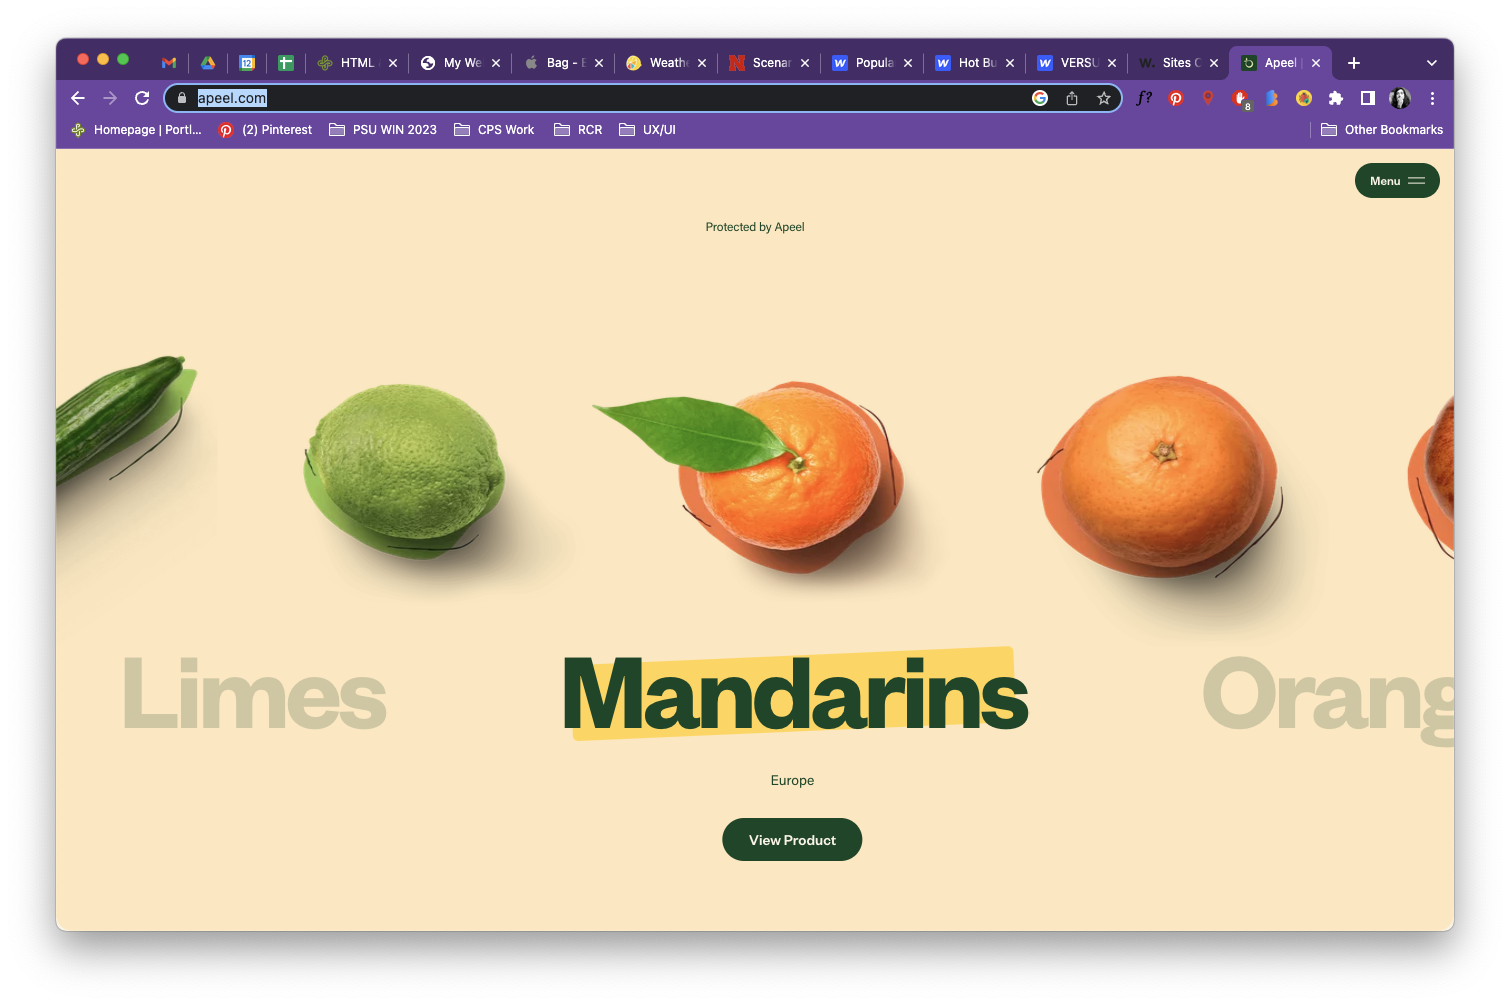 12 HTML My We Bag - Weath Scenar Popula Hot Bu VERSU W. Sites Apeel
apeel.com f? 8
Homepage | Portl... (2) Pinterest PSU WIN 2023 CPS Work RCR UX/UI Other Bookmarks
Menu
Protected by Apeel
Limes Mandarins Orang
Europe
View Product